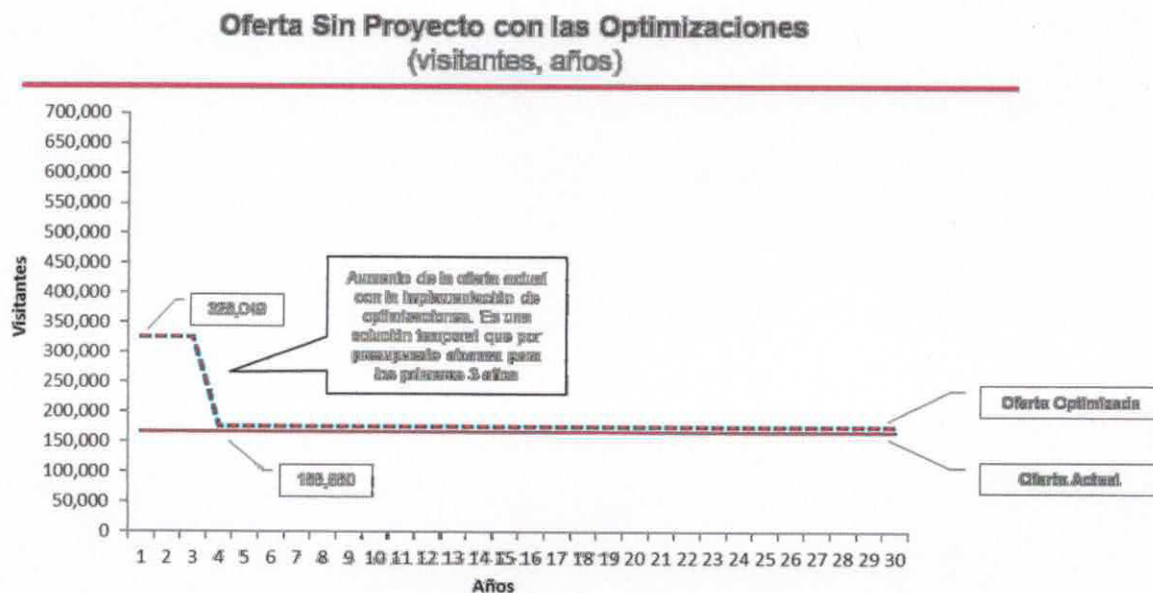 Oferta Sin Proyecto con las Optimizaciones
(visitantes, años)
700,000
650,000
600,000
550,000
500,000
450,000
400,000
350,000
300,000
250,000
200,000
150,000
100,000
50,000
0
Visitantes
Aumento de la oferta actual
con la implementación de
optimizaciones. Es una
solución temporal que por
presupuesto alcanza para
los primeros 3 años
Oferta Optimizada
Oferta Actual
1 2 3 4 5 6 7 8 9 10 11 12 13 14 15 16 17 18 19 20 21 22 23 24 25 26 27 28 29 30
Años